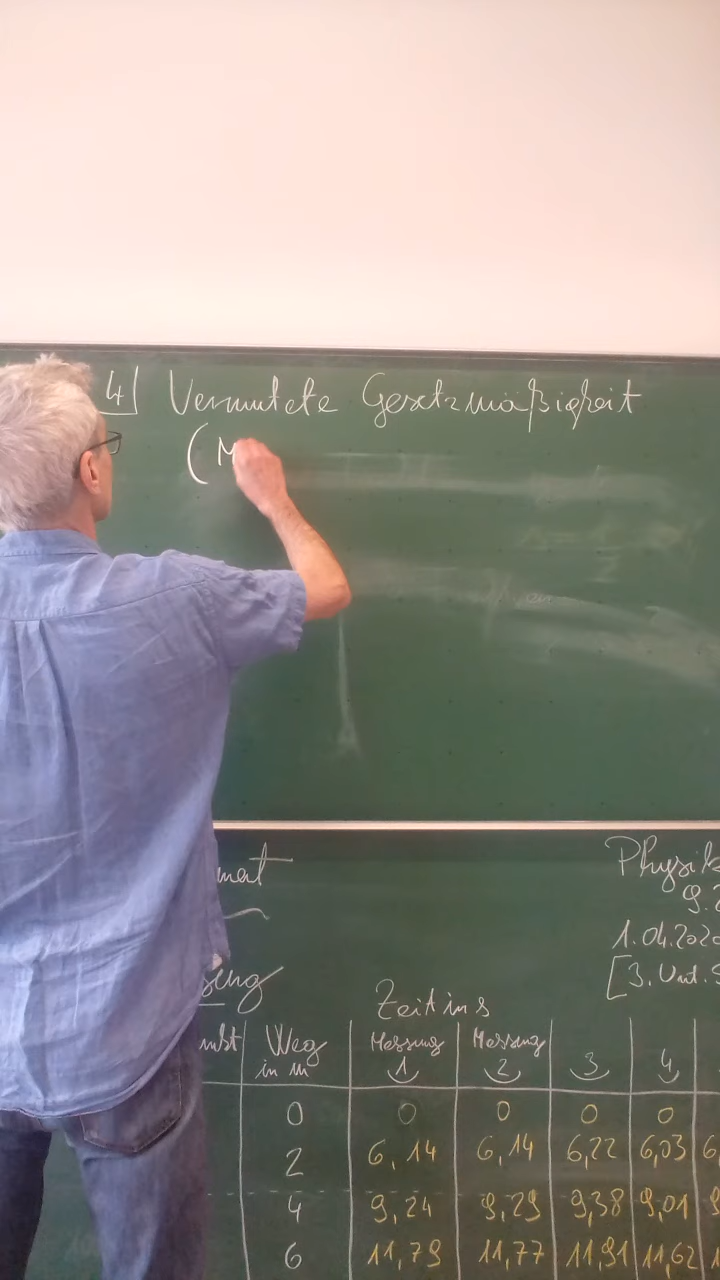 4 Vermutete Gesetzmäßigkeit
(M
Physik
1.04.202
[3. Unt.
Zeit in s
Weg in m Messung 1 Messung 2 3 4
0 0 0 0 0
2 6,14 6,14 6,22 6,03
4 9,24 9,29 9,38 9,01
6 11,79 11,77 11,91 11,62